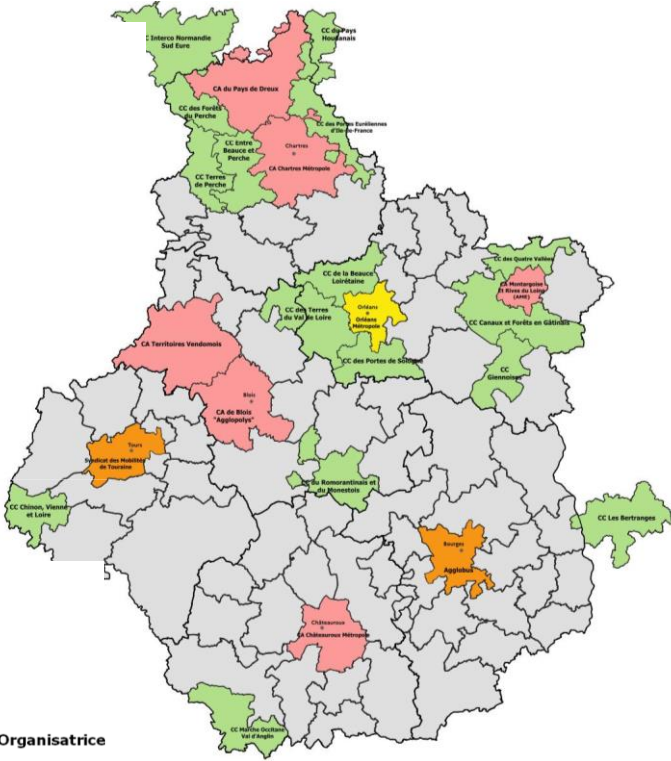 C Interco Normandie
Sud Eure
CC du Pays
Houdanais
CA du Pays de Dreux
CC des Forêts
du Perche
CC des Portes Euréliennes
d'Ile-de-France
CC Entre
Beauce et
Perche
Chartres
CA Chartres Métropole
CC Terres
de Perche
CC des Quatre Vallées
CC de la Beauce
Loirétaine
CA Montargoise
Et Rives du Loing
(AME)
Orléans
Orléans
Métropole
CC des Terres
du Val de Loire
CC Canaux et Forêts en Gâtinais
CA Territoires Vendomois
CC des Portes de Sologne
CC
Giennoises
Blois
CA de Blois
"Agglopolys"
Tours
Syndicat des Mobilités
de Touraine
CC du Romorantinais et
du Monestois
CC Chinon, Vienne
et Loire
CC Les Bertranges
Bourges
Agglobus
Châteauroux
CA Châteauroux Métropole
CC Marche Occitane
Val d'Anglin
Organisatrice